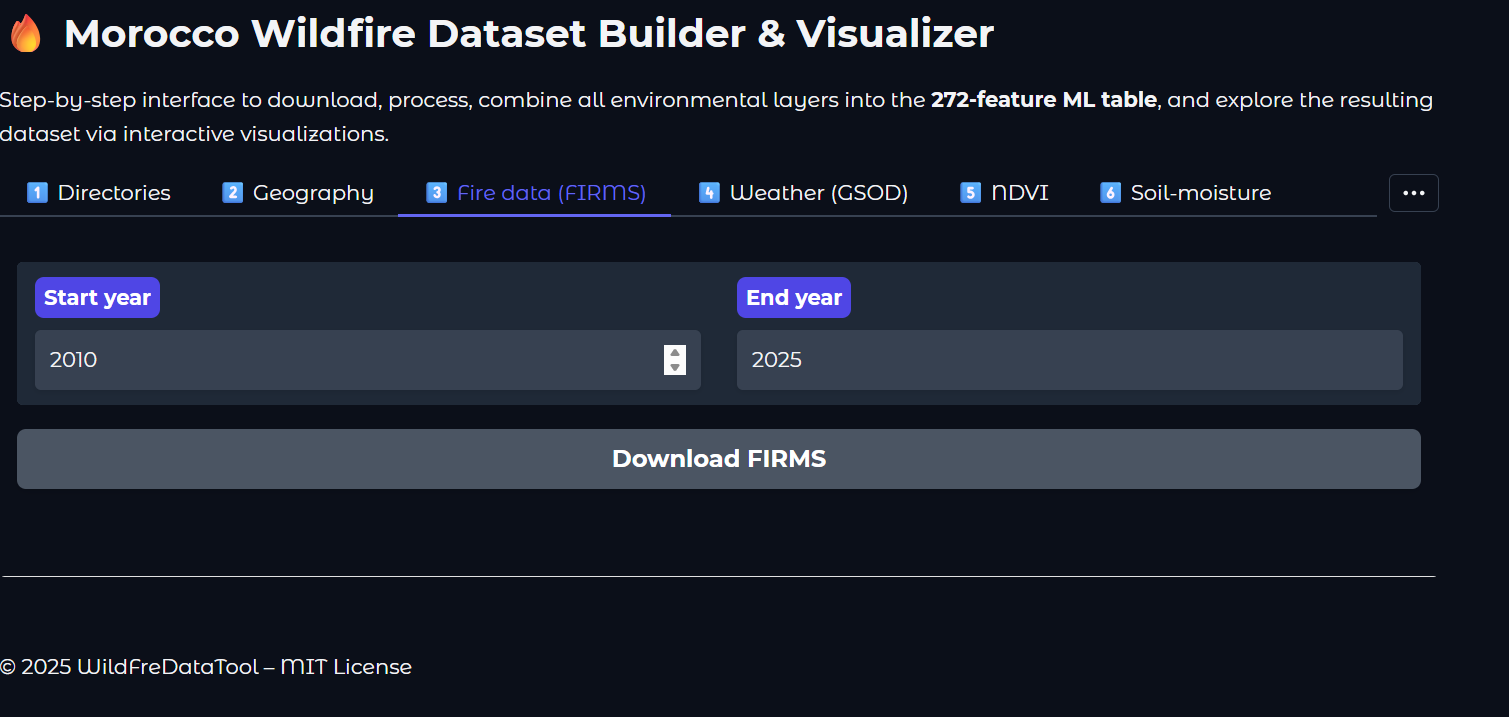 🔥 Morocco Wildfire Dataset Builder & Visualizer
Step-by-step interface to download, process, combine all environmental layers into the 272-feature ML table, and explore the resulting
dataset via interactive visualizations.
1️⃣ Directories 2️⃣ Geography 3️⃣ Fire data (FIRMS) 4️⃣ Weather (GSOD) 5️⃣ NDVI 6️⃣ Soil-moisture ...
Start year End year
2010 2025
Download FIRMS
© 2025 WildFreDataTool – MIT License